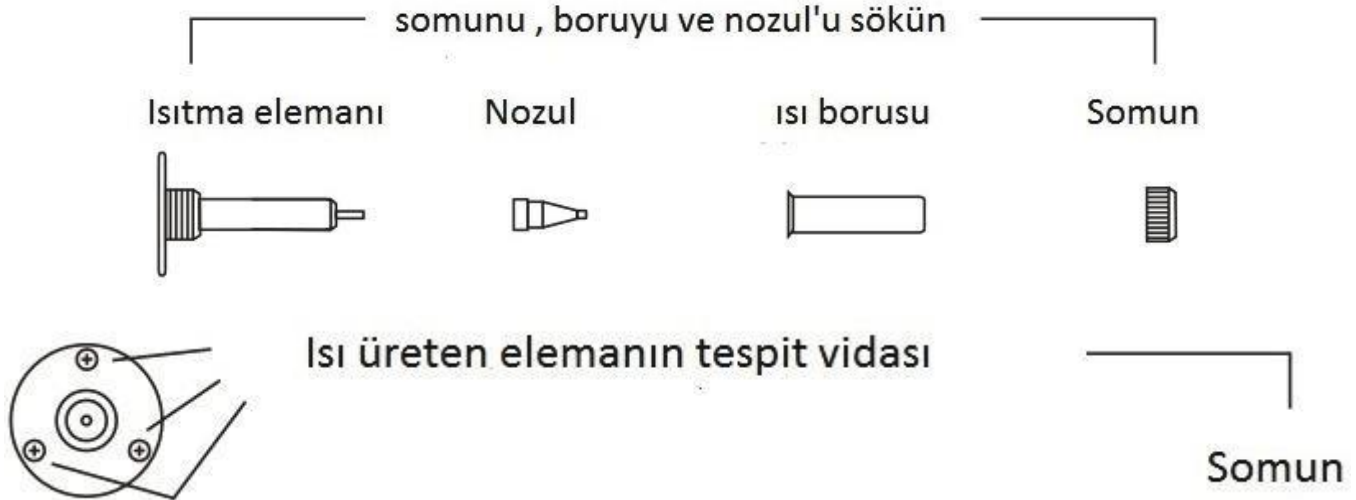 somunu , boruyu ve nozul'u sökün
Isıtma elemanı Nozul ısı borusu Somun
Isı üreten elemanın tespit vidası
Somun